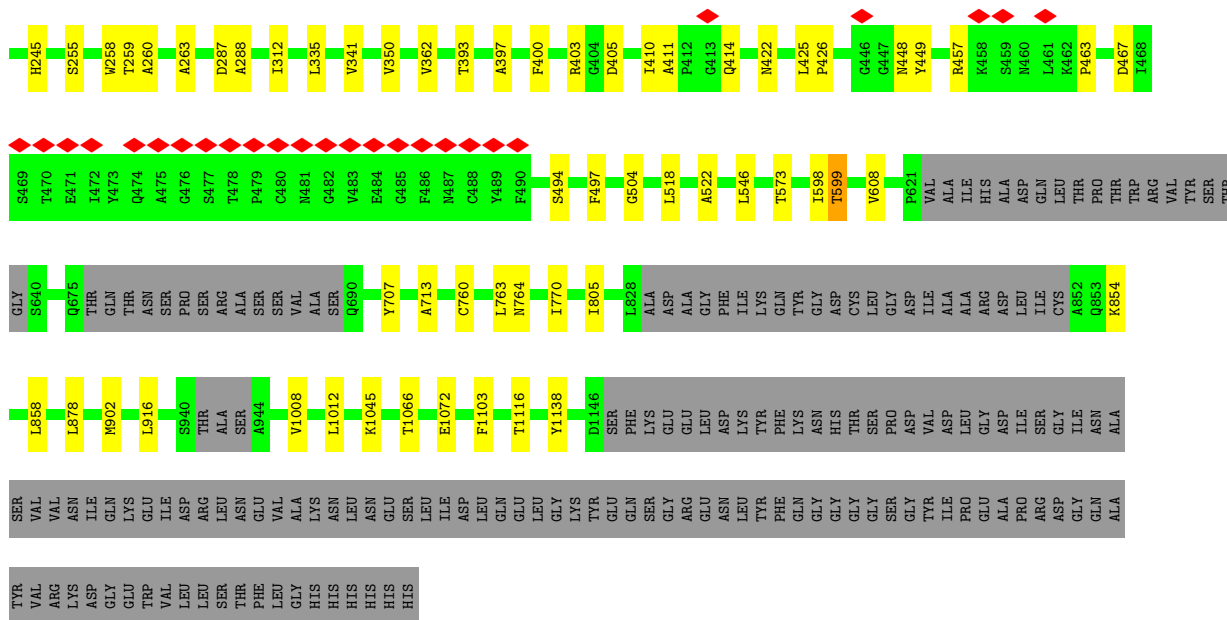 H245 S255 W258 T259 A260 A263 D287 A288 I312 L335 V341 V350 V362 T393 A397 F400 R403 G404 D405 I410 A411 P412 G413 Q414 N422 L425 P426 G446 G447 N448 Y449 R457 K458 S459 N460 L461 K462 P463 D467 I468
S469 T470 E471 I472 Y473 Q474 A475 G476 S477 T478 P479 C480 N481 G482 V483 E484 G485 F486 N487 C488 Y489 F490 S494 F497 G504 L518 A522 L546 T573 I598 T599 V608 P621 VAL ALA ILE HIS ALA ASP GLN LEU THR PRO THR TRP ARG VAL TYR SER THR
GLY S640 Q675 THR GLN THR ASN SER PRO SER ARG ALA SER SER VAL ALA SER Q690 Y707 A713 C760 L763 N764 I770 I805 L828 ALA ASP ALA GLY PHE ILE LYS GLN TYR GLY ASP CYS LEU GLY ASP ILE ALA ALA ARG ASP LEU ILE CYS A852 Q853 K854
L858 L878 M902 L916 S940 THR ALA SER A944 V1008 L1012 K1045 T1066 E1072 F1103 T1116 Y1138 D1146 SER PHE LYS GLU GLU LEU ASP LYS TYR PHE LYS ASN HIS THR SER PRO ASP VAL ASP LEU GLY ASP ILE SER GLY ILE ASN ALA
SER VAL VAL ASN ILE GLN LYS GLU ILE ASP ARG LEU ASN GLU VAL ALA LYS ASN LEU ASN GLU SER LEU ILE ASP LEU GLN GLU LEU GLY LYS TYR GLU GLN SER GLY ARG GLU ASN LEU TYR PHE GLN GLY GLY GLY GLY SER GLY TYR ILE PRO GLU ALA PRO ARG ASP GLY GLN ALA
TYR VAL ARG LYS ASP GLY GLU TRP VAL LEU LEU SER THR PHE LEU GLY HIS HIS HIS HIS HIS HIS